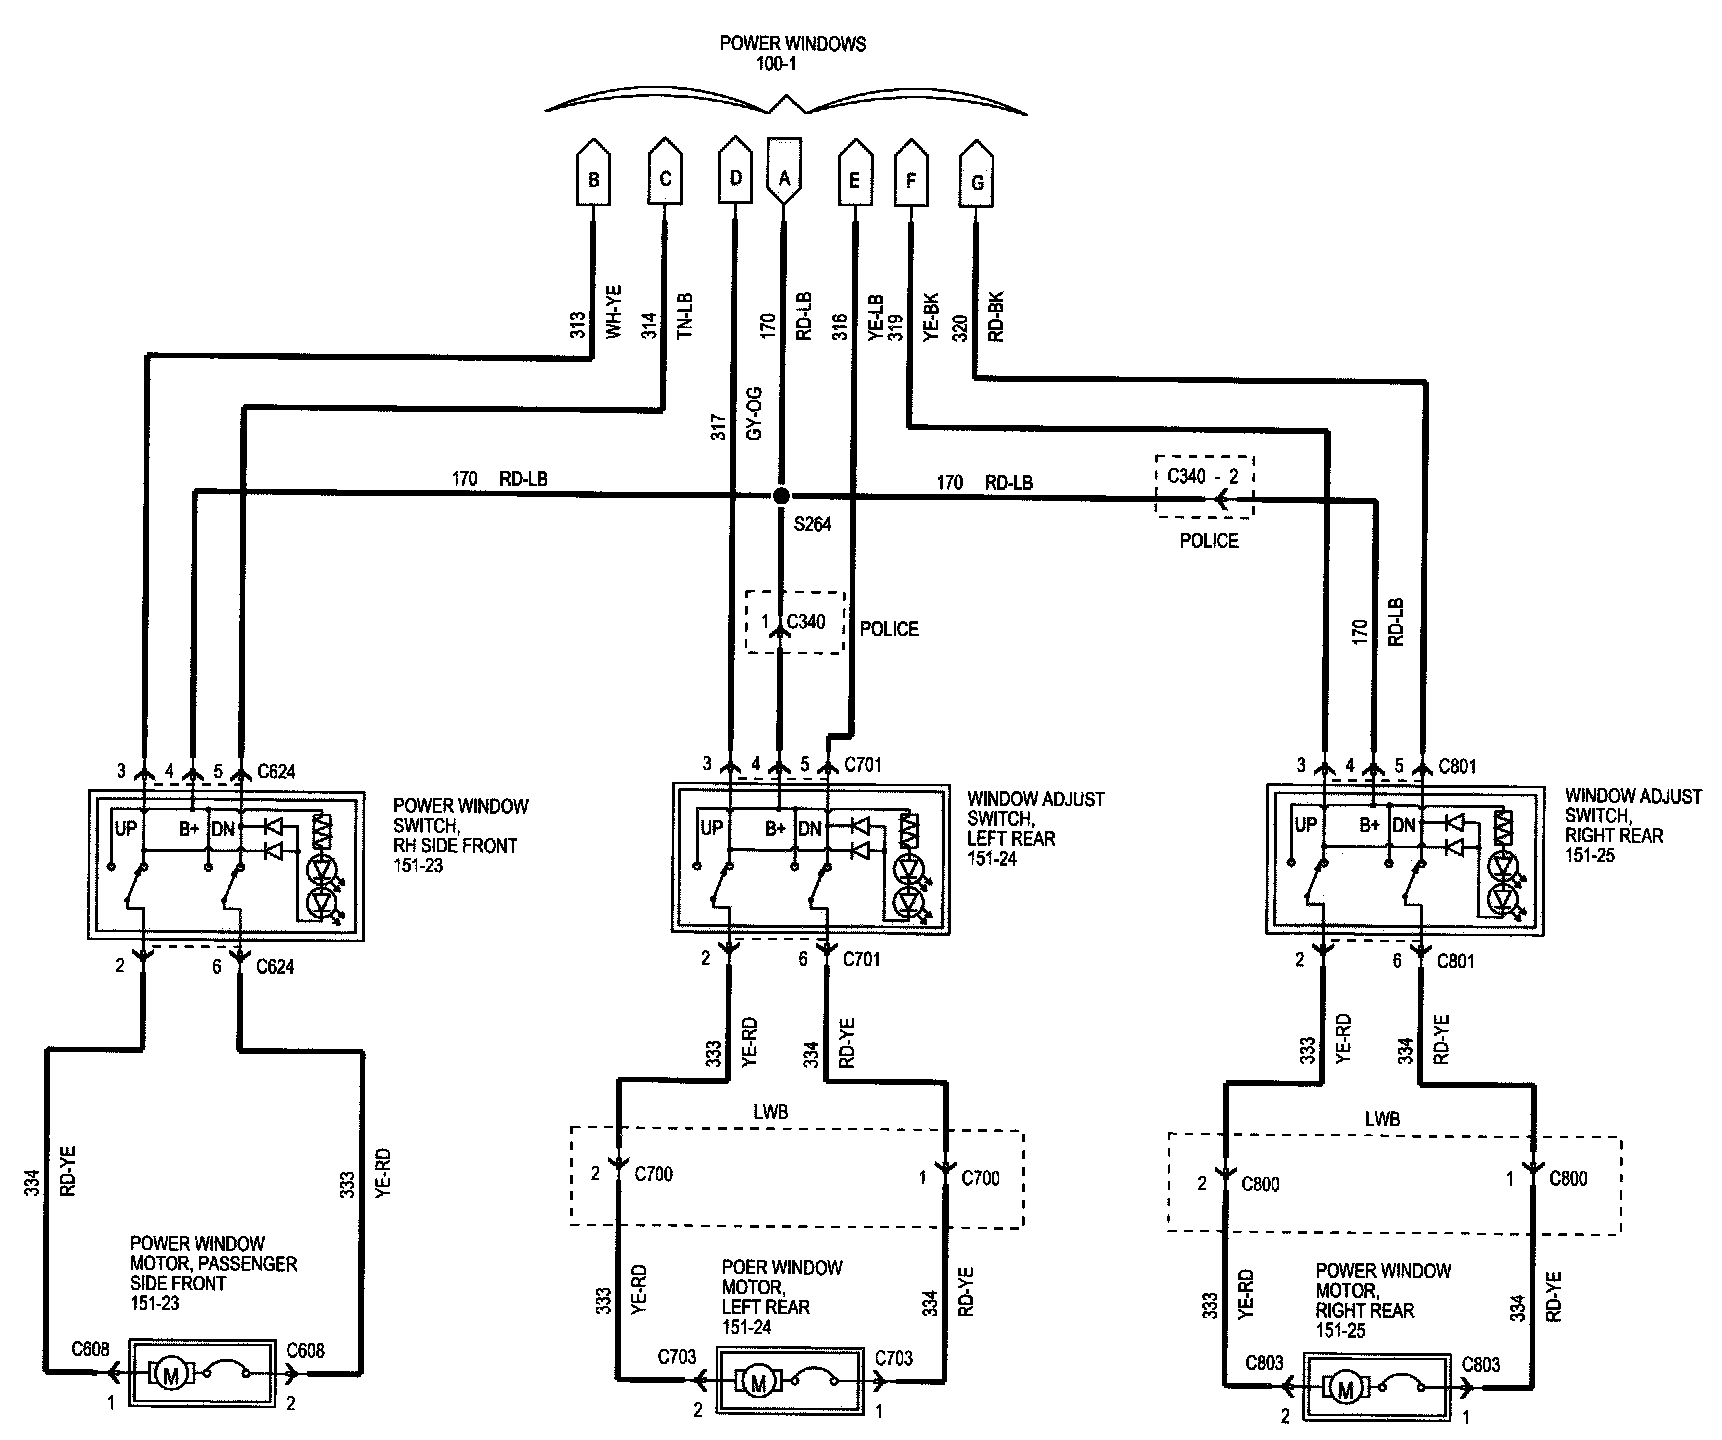 POWER WINDOWS
100-1
B C D A E F G
313 WH-YE
314 TN-LB
317 GY-OG
170 RD-LB
316 YE-LB
319 YE-BK
320 RD-BK
170 RD-LB
170 RD-LB
C340 - 2
POLICE
S264
1 C340
POLICE
170 RD-LB
3 4 5 C624
UP B+ DN
POWER WINDOW
SWITCH,
RH SIDE FRONT
151-23
2 6 C624
3 4 5 C701
UP B+ DN
WINDOW ADJUST
SWITCH,
LEFT REAR
151-24
2 6 C701
3 4 5 C801
UP B+ DN
WINDOW ADJUST
SWITCH,
RIGHT REAR
151-25
2 6 C801
333 YE-RD
334 RD-YE
333 YE-RD
334 RD-YE
LWB
2 C700
1 C700
LWB
2 C800
1 C800
334 RD-YE
333 YE-RD
POWER WINDOW
MOTOR, PASSENGER
SIDE FRONT
151-23
C608 M C608
1 2
333 YE-RD
POER WINDOW
MOTOR,
LEFT REAR
151-24
334 RD-YE
C703 M C703
2 1
333 YE-RD
POWER WINDOW
MOTOR,
RIGHT REAR
151-25
334 RD-YE
C803 M C803
2 1